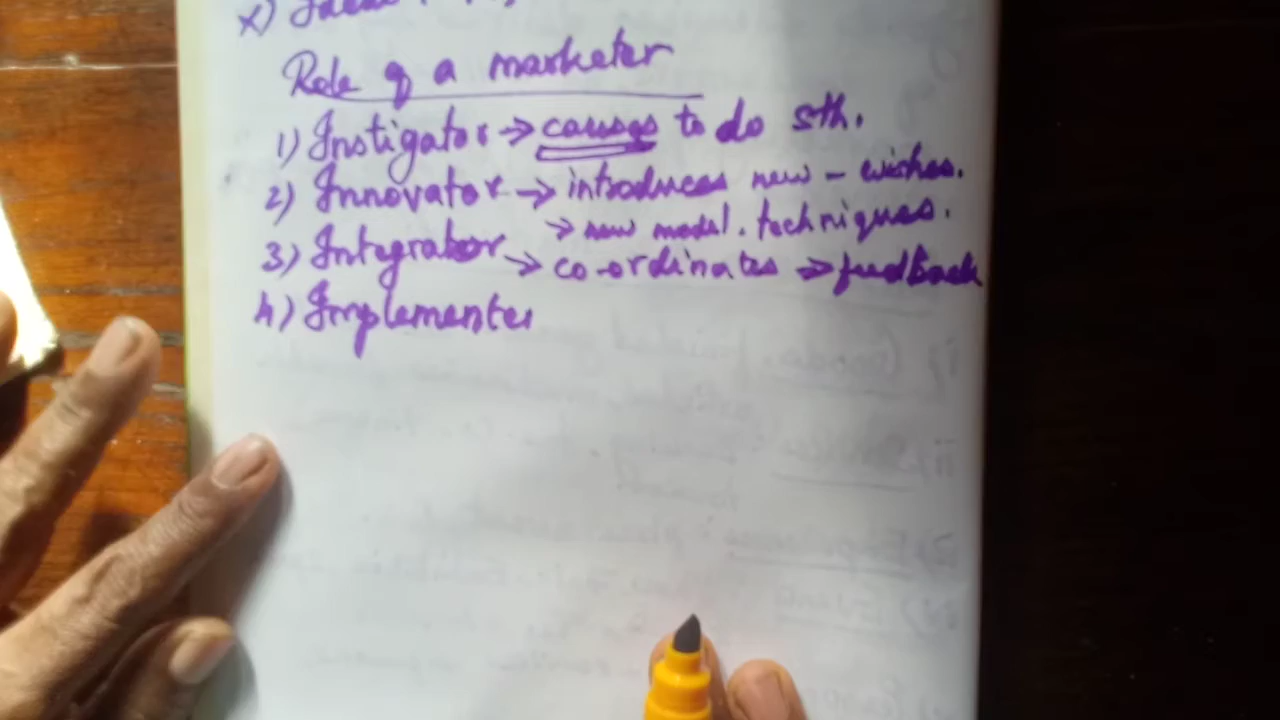 x)
Role of a marketer
1) Instigator → causes to do sth.
2) Innovator → introduces new - wishes.
→ new model. techniques.
3) Integrator → co-ordinates → feedback
4) Implementer